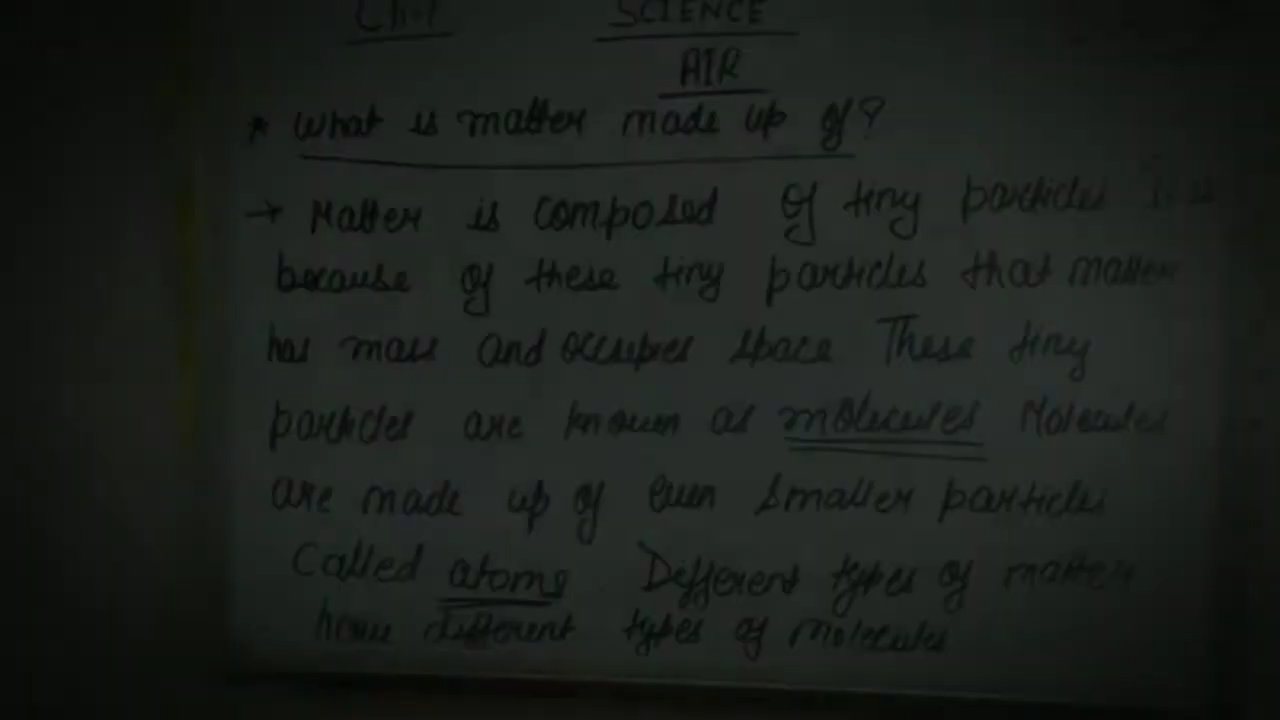 SCIENCE
AIR
* What is matter made up of?
→ Matter is composed of tiny particles
because of these tiny particles that matter
has mass and occupies space These tiny
particles are known as molecules Molecules
are made up of even smaller particles
Called atoms Different types of matter
have different types of molecules